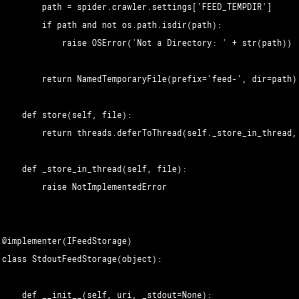 path = spider.crawler.settings['FEED_TEMPDIR']
if path and not os.path.isdir(path):
raise OSError('Not a Directory: ' + str(path))
return NamedTemporaryFile(prefix='feed-', dir=path)
def store(self, file):
return threads.deferToThread(self._store_in_thread,
def _store_in_thread(self, file):
raise NotImplementedError
@implementer(IFeedStorage)
class StdoutFeedStorage(object):
def __init__(self, uri, _stdout=None):